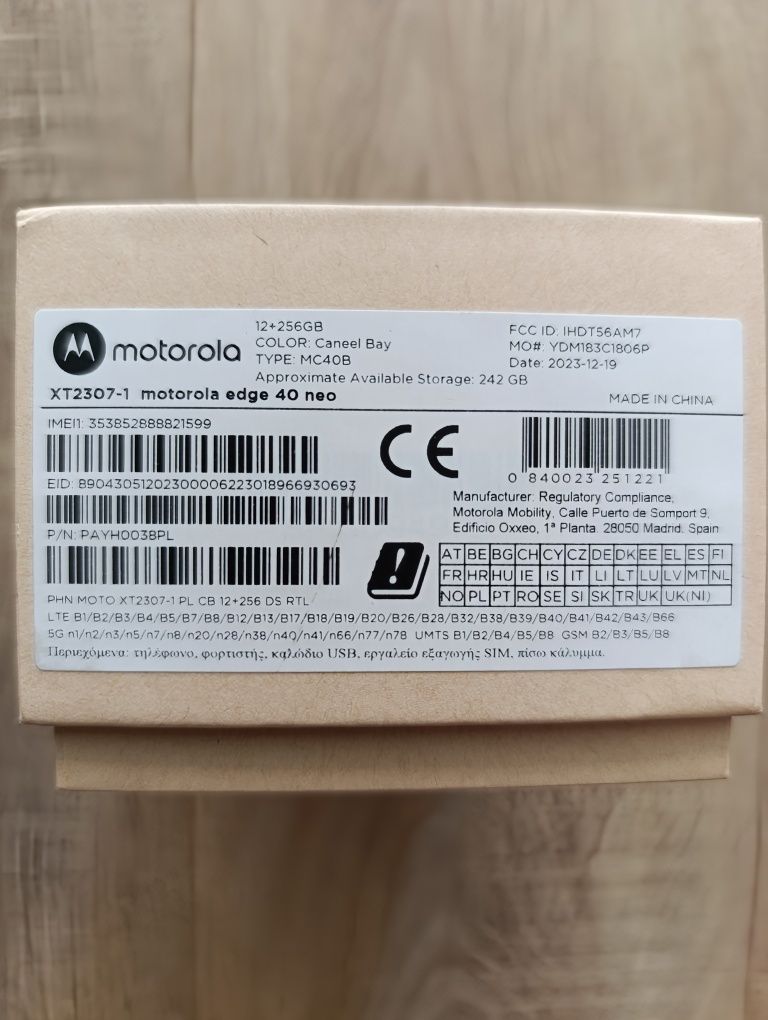 motorola
12+256GB
COLOR: Caneel Bay
TYPE: MC40B
Approximate Available Storage: 242 GB
FCC ID: IHDT56AM7
MO#: YDM183C1806P
Date: 2023-12-19
XT2307-1 motorola edge 40 neo
MADE IN CHINA
IMEI1: 353852888821599
EID: 89043051202300006223018966930693
P/N: PAYH0038PL
CE
0 840023 251221
Manufacturer: Regulatory Compliance,
Motorola Mobility, Calle Puerto de Somport 9,
Edificio Oxxeo, 1ª Planta. 28050 Madrid. Spain
AT BE BG CH CY CZ DE DK EE EL ES FI
FR HR HU IE IS IT LI LT LU LV MT NL
NO PL PT RO SE SI SK TR UK UK(NI)
PHN MOTO XT2307-1 PL CB 12+256 DS RTL
LTE B1/B2/B3/B4/B5/B7/B8/B12/B13/B17/B18/B19/B20/B26/B28/B32/B38/B39/B40/B41/B42/B43/B66
5G n1/n2/n3/n5/n7/n8/n20/n28/n38/n40/n41/n66/n77/n78 UMTS B1/B2/B4/B5/B8 GSM B2/B3/B5/B8
Περιεχόμενα: τηλέφωνο, φορτιστής, καλώδιο USB, εργαλείο εξαγωγής SIM, πίσω κάλυμμα.